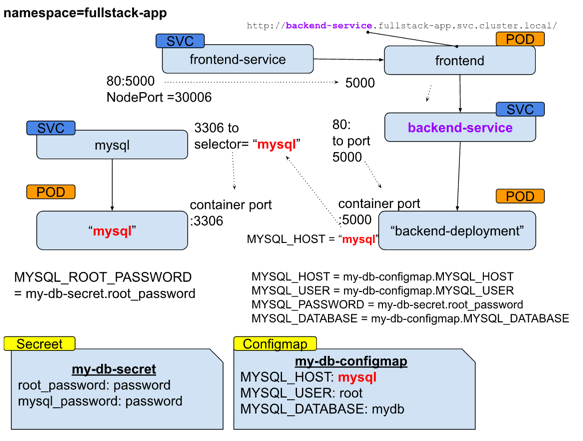 namespace=fullstack-app
http://backend-service.fullstack-app.svc.cluster.local/
SVC
frontend-service
POD
frontend
80:5000
NodePort =30006
5000
SVC
mysql
3306 to
selector= “mysql”
80:
to port
5000
SVC
backend-service
POD
“mysql”
container port
:3306
container port
:5000
MYSQL_HOST = “mysql”
POD
“backend-deployment”
MYSQL_ROOT_PASSWORD
= my-db-secret.root_password
MYSQL_HOST = my-db-configmap.MYSQL_HOST
MYSQL_USER = my-db-configmap.MYSQL_USER
MYSQL_PASSWORD = my-db-secret.root_password
MYSQL_DATABASE = my-db-configmap.MYSQL_DATABASE
Secreet
my-db-secret
root_password: password
mysql_password: password
Configmap
my-db-configmap
MYSQL_HOST: mysql
MYSQL_USER: root
MYSQL_DATABASE: mydb